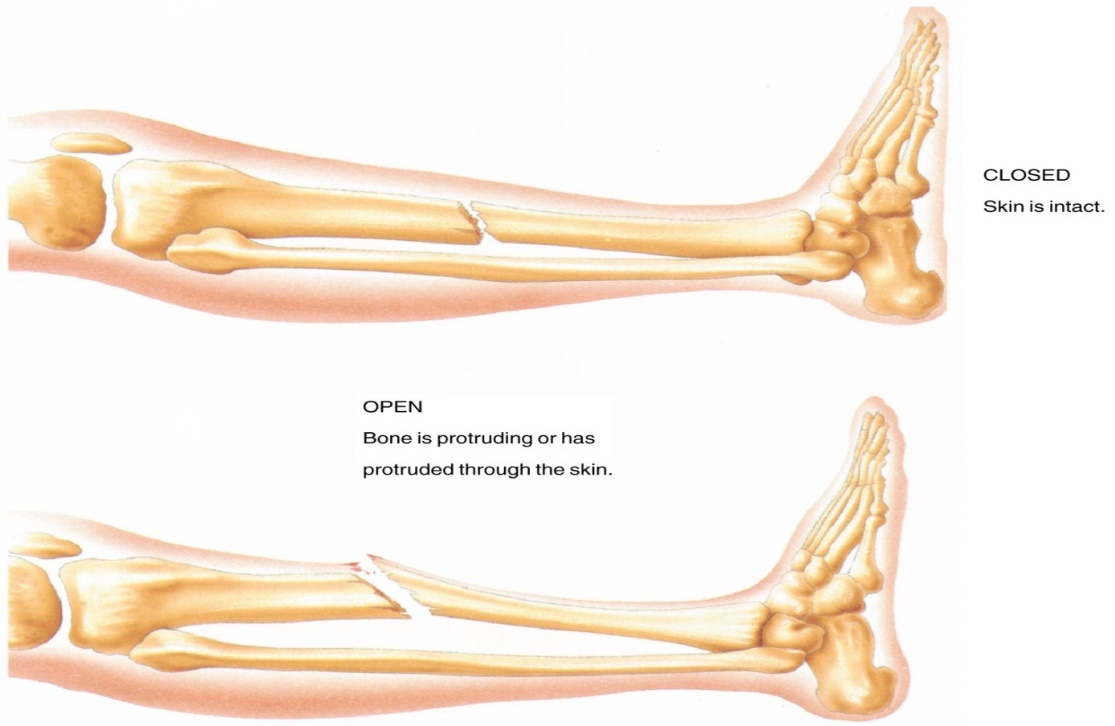 CLOSED
Skin is intact.
OPEN
Bone is protruding or has
protruded through the skin.